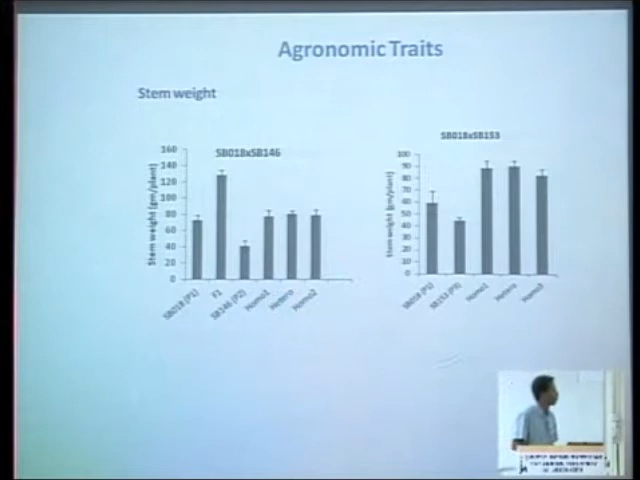 Agronomic Traits
Stem weight
SB018xSB146
Stem weight (gm/plant)
160
140
120
100
80
60
40
20
0
SB018 (P1)
F1
SB146 (P2)
Homo1
Hetero
Homo2
SB018xSB153
Stem weight (gm/plant)
100
90
80
70
60
50
40
30
20
10
0
SB018 (P1)
SB153 (P3)
Homo1
Hetero
Homo3